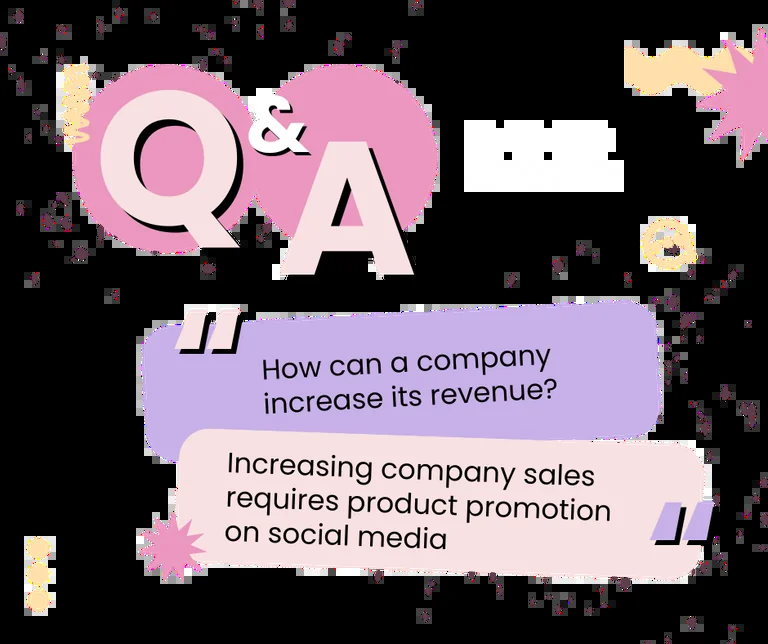 Q & A
How can a company
increase its revenue?
Increasing company sales
requires product promotion
on social media